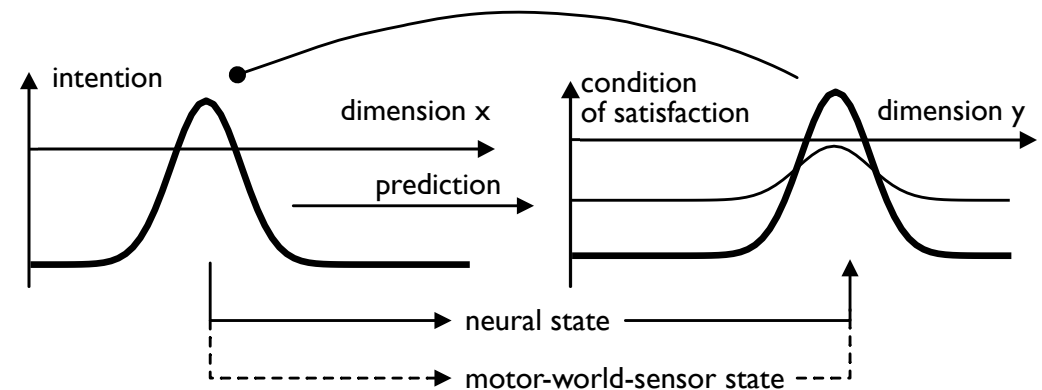 intention
dimension x
prediction
condition
of satisfaction
dimension y
neural state
motor-world-sensor state